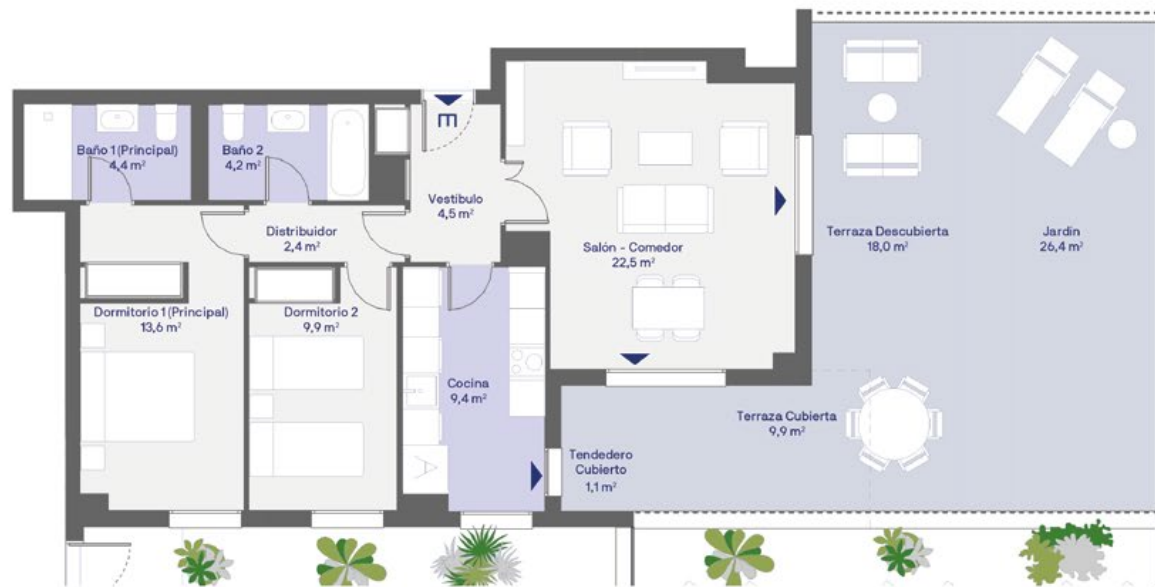 Baño 1 (Principal)
4,4 m²
Baño 2
4,2 m²
E
Vestíbulo
4,5 m²
Distribuidor
2,4 m²
Salón - Comedor
22,5 m²
Terraza Descubierta
18,0 m²
Jardín
26,4 m²
Dormitorio 1 (Principal)
13,6 m²
Dormitorio 2
9,9 m²
Cocina
9,4 m²
Terraza Cubierta
9,9 m²
Tendedero
Cubierto
1,1 m²
A